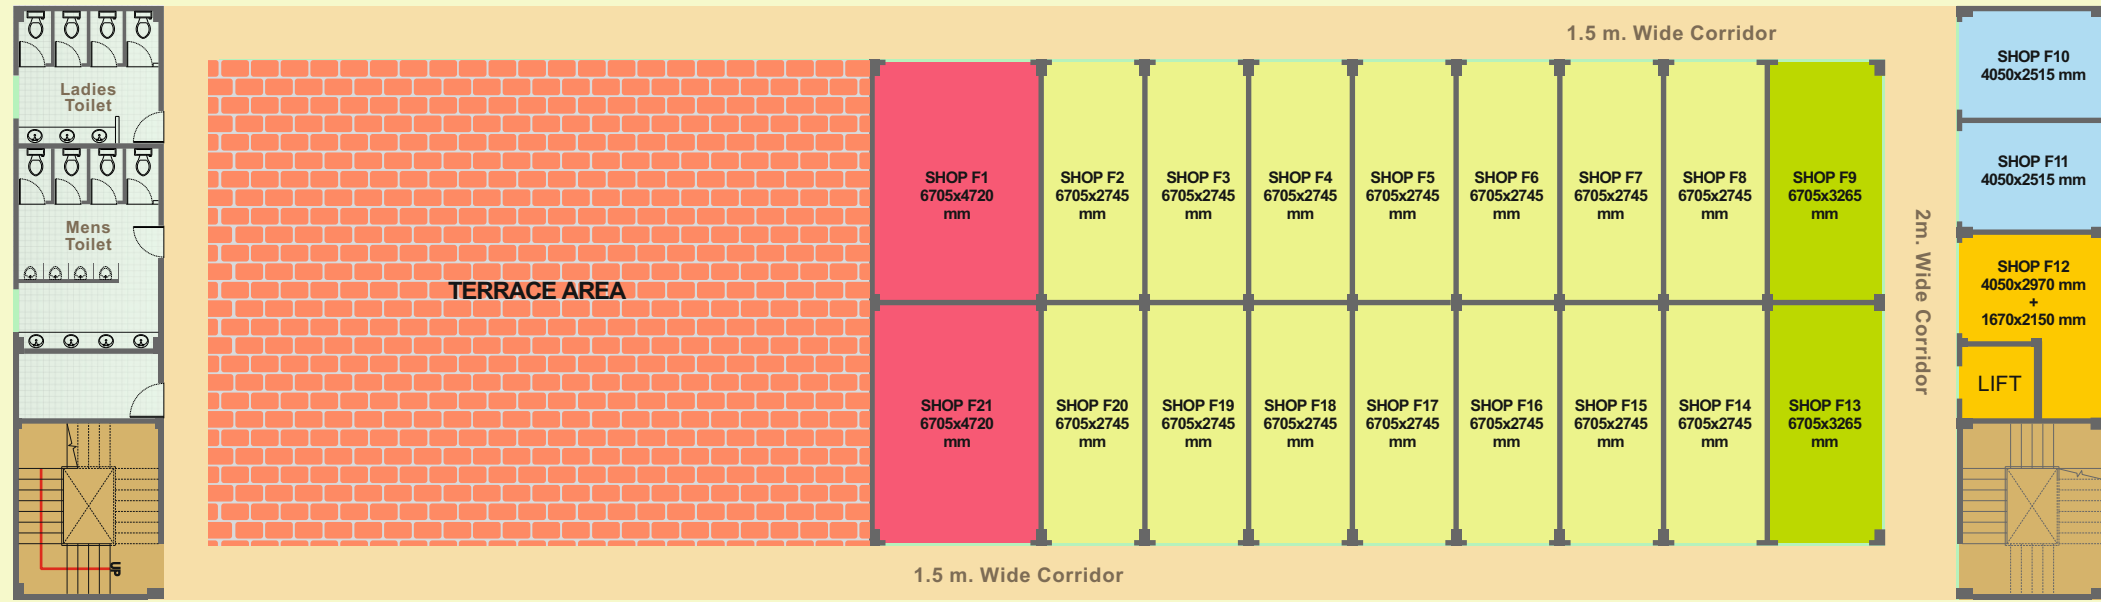 1.5 m. Wide Corridor
Ladies
Toilet
Mens
Toilet
UP
TERRACE AREA
SHOP F1
6705x4720
mm
SHOP F2
6705x2745
mm
SHOP F3
6705x2745
mm
SHOP F4
6705x2745
mm
SHOP F5
6705x2745
mm
SHOP F6
6705x2745
mm
SHOP F7
6705x2745
mm
SHOP F8
6705x2745
mm
SHOP F9
6705x3265
mm
SHOP F21
6705x4720
mm
SHOP F20
6705x2745
mm
SHOP F19
6705x2745
mm
SHOP F18
6705x2745
mm
SHOP F17
6705x2745
mm
SHOP F16
6705x2745
mm
SHOP F15
6705x2745
mm
SHOP F14
6705x2745
mm
SHOP F13
6705x3265
mm
2m. Wide Corridor
SHOP F10
4050x2515 mm
SHOP F11
4050x2515 mm
SHOP F12
4050x2970 mm
+
1670x2150 mm
LIFT
1.5 m. Wide Corridor